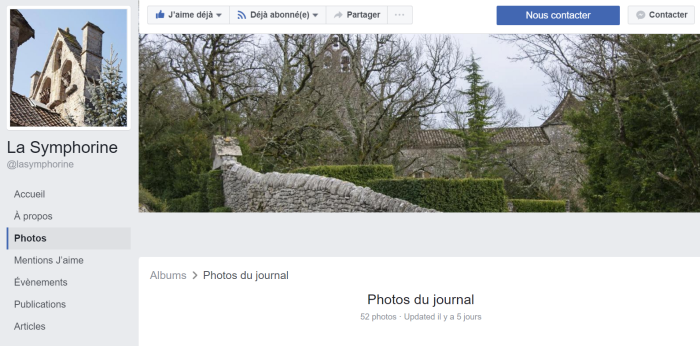 J'aime déjà Déjà abonné(e) Partager ··· Nous contacter Contacter
La Symphorine
@lasymphorine
Accueil
À propos
Photos
Mentions J'aime
Évènements
Publications
Articles
Albums > Photos du journal
Photos du journal
52 photos · Updated il y a 5 jours